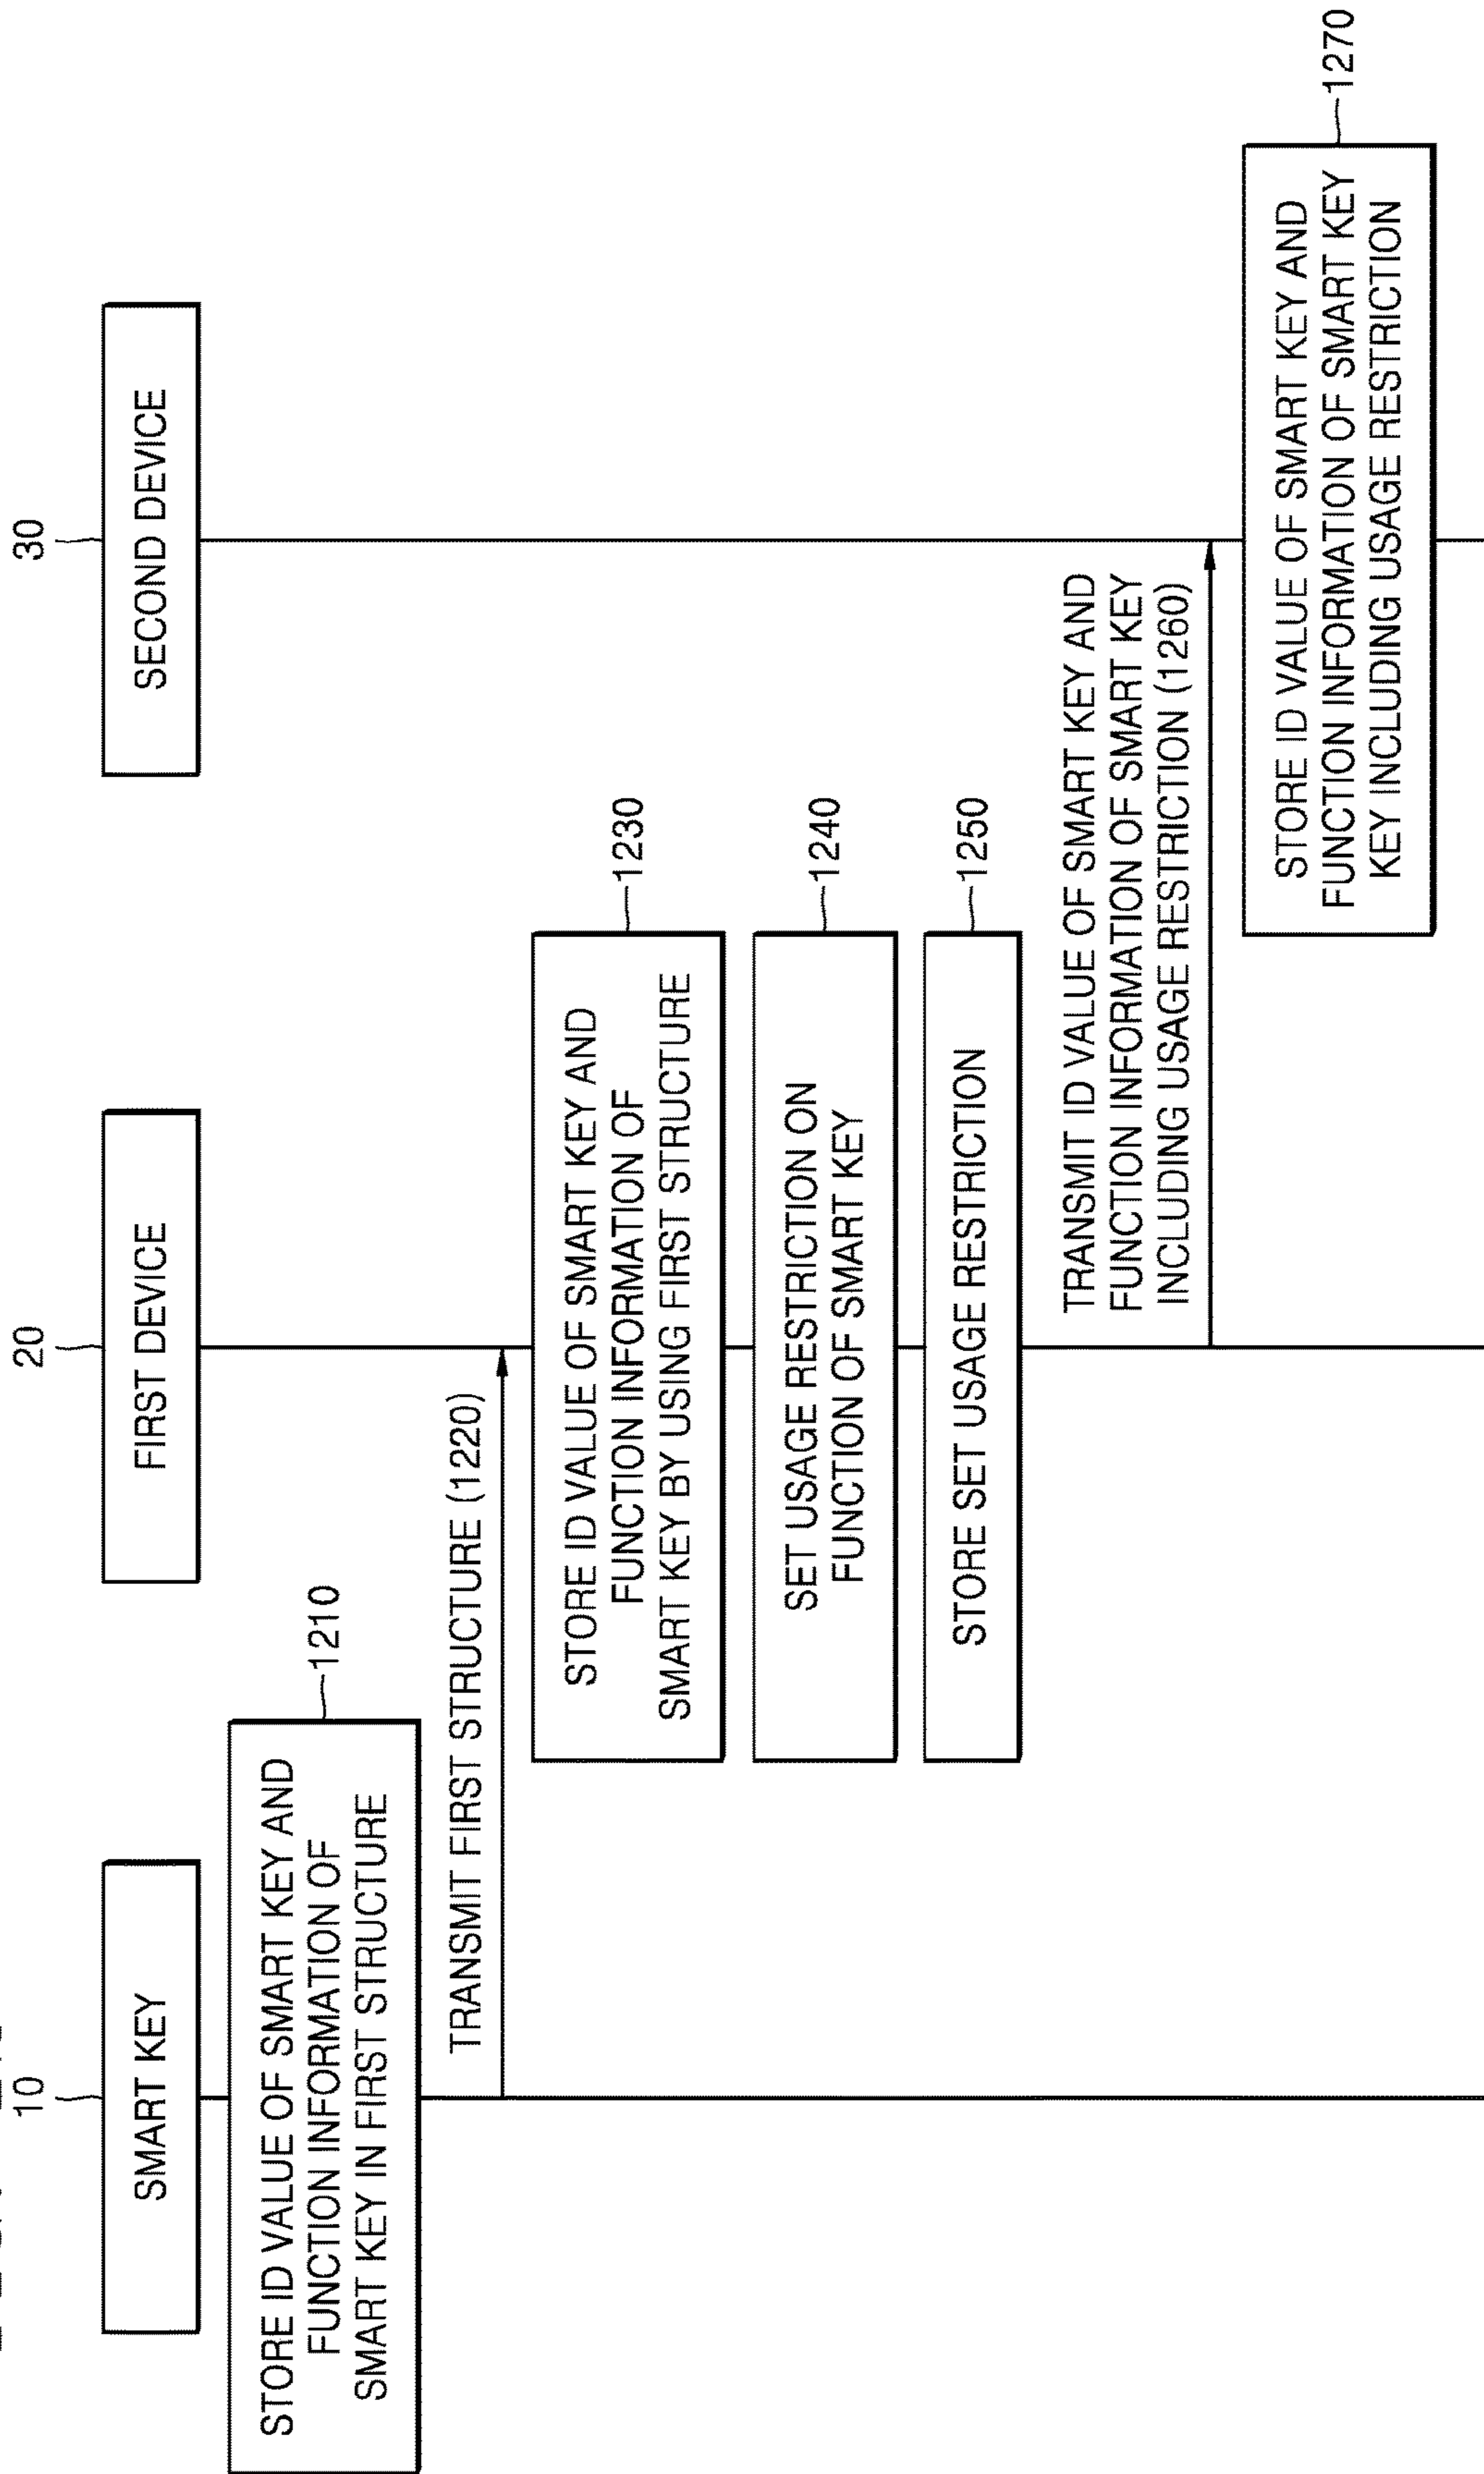 10
20
30
SMART KEY
FIRST DEVICE
SECOND DEVICE
1210
STORE ID VALUE OF SMART KEY AND
FUNCTION INFORMATION OF
SMART KEY IN FIRST STRUCTURE
TRANSMIT FIRST STRUCTURE (1220)
1230
STORE ID VALUE OF SMART KEY AND
FUNCTION INFORMATION OF
SMART KEY BY USING FIRST STRUCTURE
1240
SET USAGE RESTRICTION ON
FUNCTION OF SMART KEY
1250
STORE SET USAGE RESTRICTION
TRANSMIT ID VALUE OF SMART KEY AND
FUNCTION INFORMATION OF SMART KEY
INCLUDING USAGE RESTRICTION (1260)
1270
STORE ID VALUE OF SMART KEY AND
FUNCTION INFORMATION OF SMART KEY
KEY INCLUDING USAGE RESTRICTION